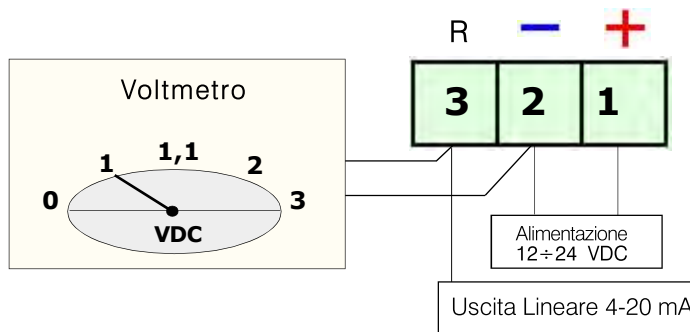 R − +
3 2 1
Voltmetro
0 1 1,1 2 3
VDC
Alimentazione
12÷24 VDC
Uscita Lineare 4-20 mA